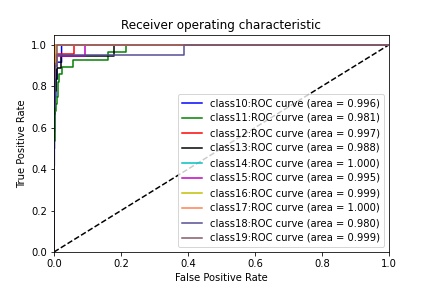 Receiver operating characteristic
1.0
0.8
0.6
0.4
0.2
0.0
True Positive Rate
class10:ROC curve (area = 0.996)
class11:ROC curve (area = 0.981)
class12:ROC curve (area = 0.997)
class13:ROC curve (area = 0.988)
class14:ROC curve (area = 1.000)
class15:ROC curve (area = 0.995)
class16:ROC curve (area = 0.999)
class17:ROC curve (area = 1.000)
class18:ROC curve (area = 0.980)
class19:ROC curve (area = 0.999)
0.0 0.2 0.4 0.6 0.8 1.0
False Positive Rate